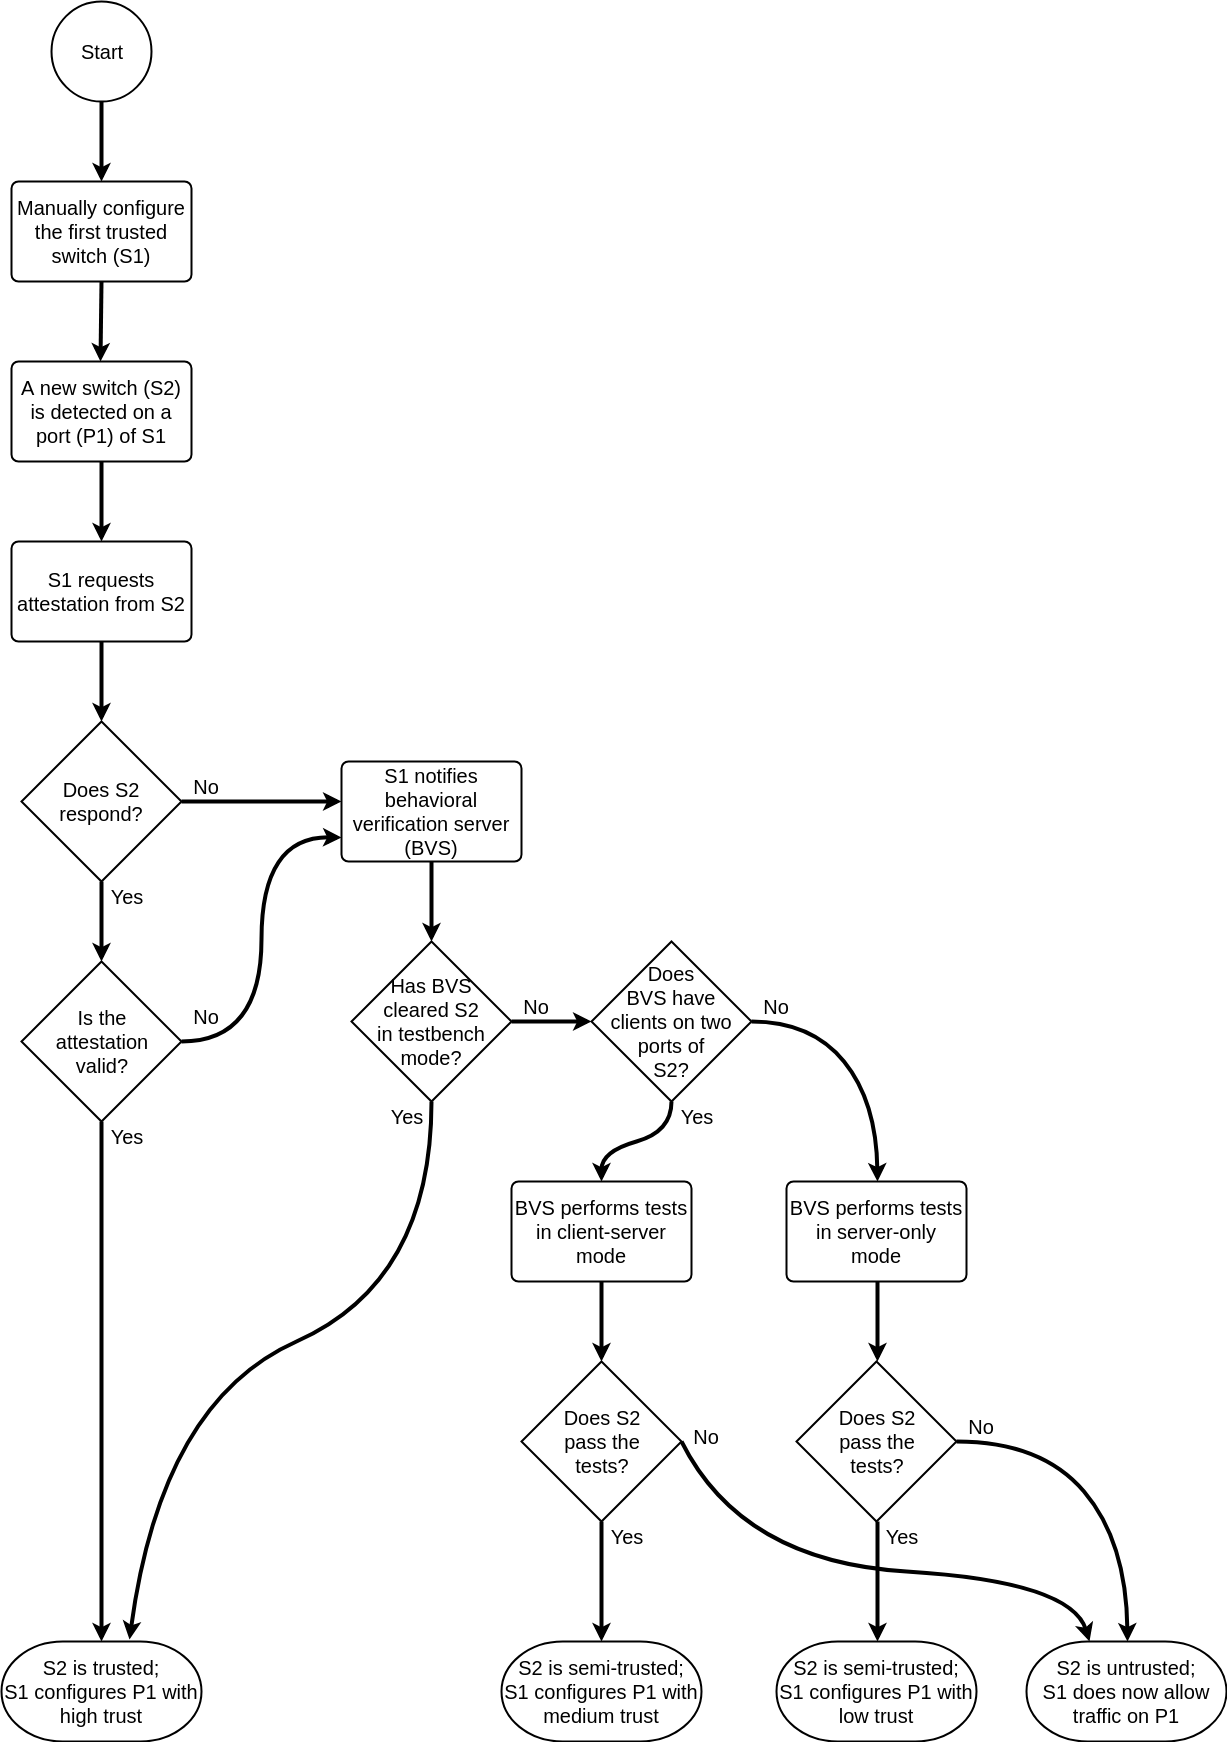 Start
Manually configure
the first trusted
switch (S1)
A new switch (S2)
is detected on a
port (P1) of S1
S1 requests
attestation from S2
Does S2
respond?
No
Yes
S1 notifies
behavioral
verification server
(BVS)
Is the
attestation
valid?
No
Yes
Has BVS
cleared S2
in testbench
mode?
No
Yes
Does
BVS have
clients on two
ports of
S2?
No
Yes
BVS performs tests
in client-server
mode
BVS performs tests
in server-only
mode
Does S2
pass the
tests?
No
Yes
Does S2
pass the
tests?
No
Yes
S2 is trusted;
S1 configures P1 with
high trust
S2 is semi-trusted;
S1 configures P1 with
medium trust
S2 is semi-trusted;
S1 configures P1 with
low trust
S2 is untrusted;
S1 does now allow
traffic on P1